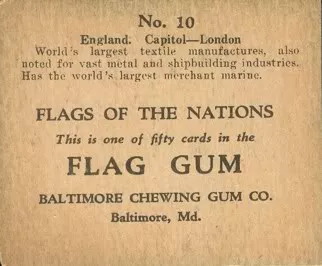 No. 10
England. Capitol—London
World's largest textile manufactures, also
noted for vast metal and shipbuilding industries.
Has the world's largest merchant marine.
FLAGS OF THE NATIONS
This is one of fifty cards in the
FLAG GUM
BALTIMORE CHEWING GUM CO.
Baltimore, Md.